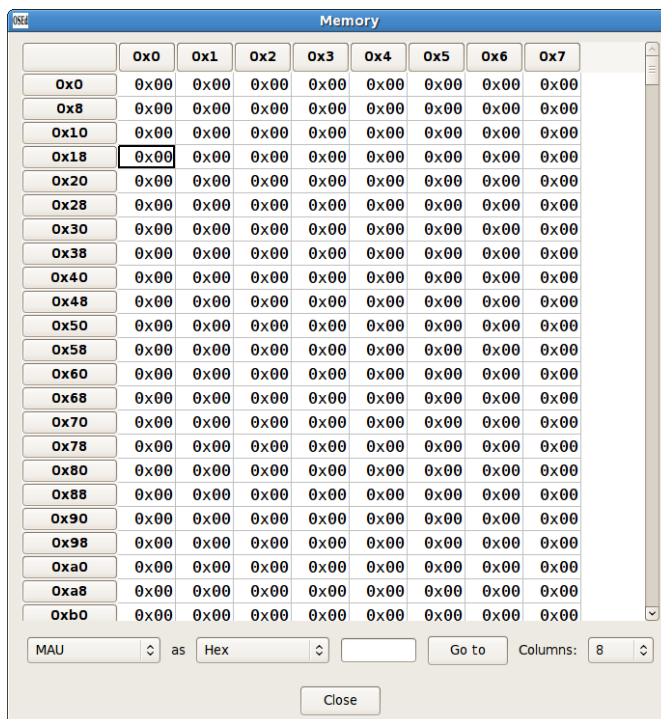 OSEd Memory
0x0 0x1 0x2 0x3 0x4 0x5 0x6 0x7
0x0 0x00 0x00 0x00 0x00 0x00 0x00 0x00 0x00
0x8 0x00 0x00 0x00 0x00 0x00 0x00 0x00 0x00
0x10 0x00 0x00 0x00 0x00 0x00 0x00 0x00 0x00
0x18 0x00 0x00 0x00 0x00 0x00 0x00 0x00 0x00
0x20 0x00 0x00 0x00 0x00 0x00 0x00 0x00 0x00
0x28 0x00 0x00 0x00 0x00 0x00 0x00 0x00 0x00
0x30 0x00 0x00 0x00 0x00 0x00 0x00 0x00 0x00
0x38 0x00 0x00 0x00 0x00 0x00 0x00 0x00 0x00
0x40 0x00 0x00 0x00 0x00 0x00 0x00 0x00 0x00
0x48 0x00 0x00 0x00 0x00 0x00 0x00 0x00 0x00
0x50 0x00 0x00 0x00 0x00 0x00 0x00 0x00 0x00
0x58 0x00 0x00 0x00 0x00 0x00 0x00 0x00 0x00
0x60 0x00 0x00 0x00 0x00 0x00 0x00 0x00 0x00
0x68 0x00 0x00 0x00 0x00 0x00 0x00 0x00 0x00
0x70 0x00 0x00 0x00 0x00 0x00 0x00 0x00 0x00
0x78 0x00 0x00 0x00 0x00 0x00 0x00 0x00 0x00
0x80 0x00 0x00 0x00 0x00 0x00 0x00 0x00 0x00
0x88 0x00 0x00 0x00 0x00 0x00 0x00 0x00 0x00
0x90 0x00 0x00 0x00 0x00 0x00 0x00 0x00 0x00
0x98 0x00 0x00 0x00 0x00 0x00 0x00 0x00 0x00
0xa0 0x00 0x00 0x00 0x00 0x00 0x00 0x00 0x00
0xa8 0x00 0x00 0x00 0x00 0x00 0x00 0x00 0x00
0xb0 0x00 0x00 0x00 0x00 0x00 0x00 0x00 0x00
MAU as Hex Go to Columns: 8
Close